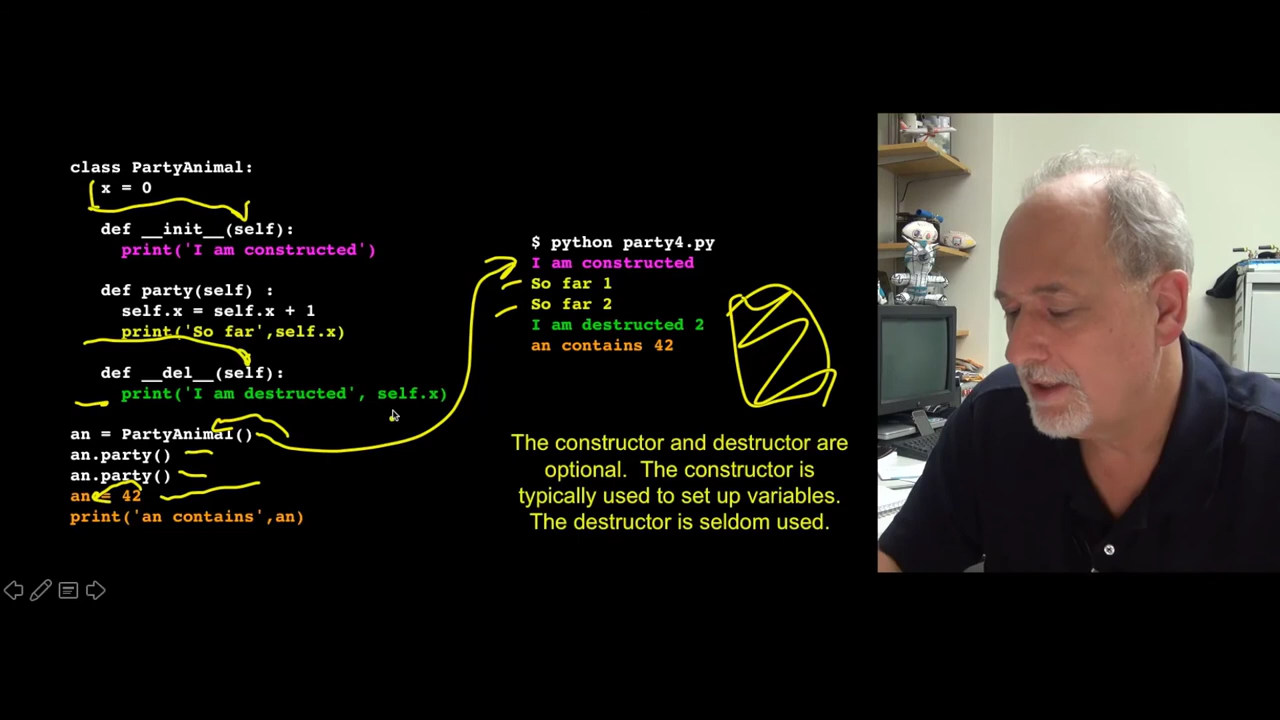 class PartyAnimal:
x = 0
def __init__(self):
print('I am constructed')
def party(self) :
self.x = self.x + 1
print('So far',self.x)
def __del__(self):
print('I am destructed', self.x)
an = PartyAnimal()
an.party()
an.party()
an = 42
print('an contains',an)
$ python party4.py
I am constructed
So far 1
So far 2
I am destructed 2
an contains 42
The constructor and destructor are
optional. The constructor is
typically used to set up variables.
The destructor is seldom used.